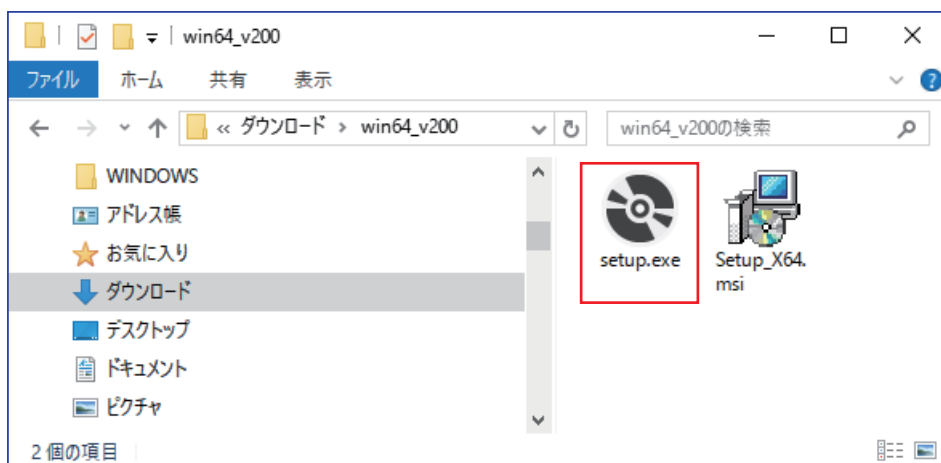 win64_v200
ファイル ホーム 共有 表示
« ダウンロード › win64_v200 win64_v200の検索
WINDOWS
アドレス帳
お気に入り
ダウンロード
デスクトップ
ドキュメント
ピクチャ
setup.exe
Setup_X64.
msi
2 個の項目